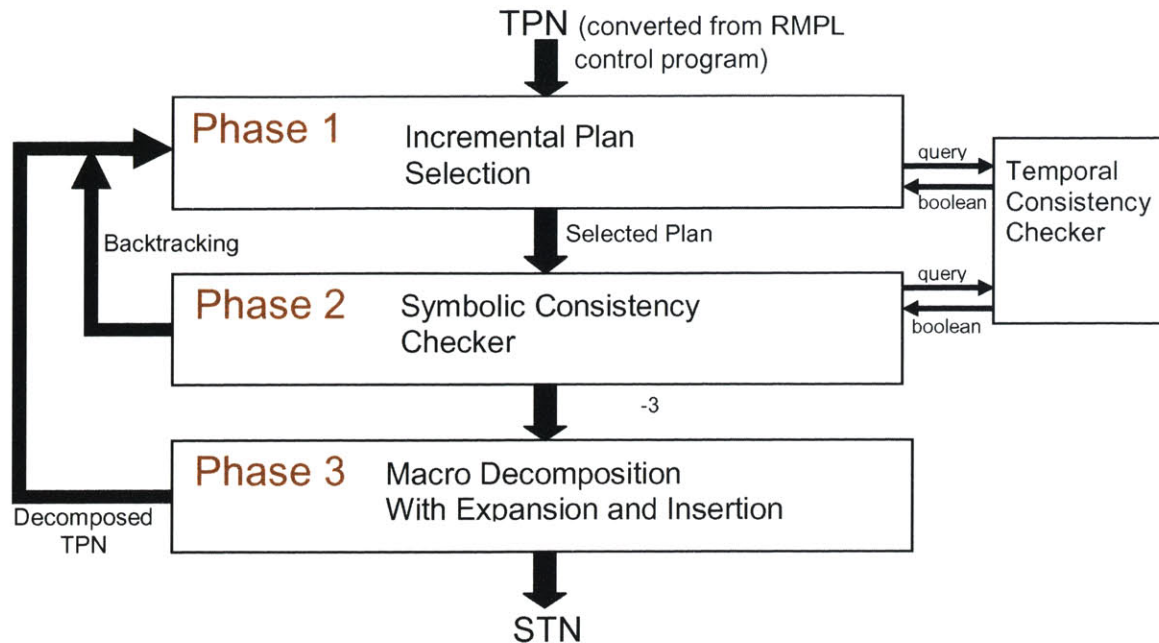 TPN (converted from RMPL
control program)
Phase 1
Incremental Plan
Selection
query
boolean
Temporal
Consistency
Checker
Backtracking
Selected Plan
Phase 2
Symbolic Consistency
Checker
query
boolean
-3
Phase 3
Macro Decomposition
With Expansion and Insertion
Decomposed
TPN
STN